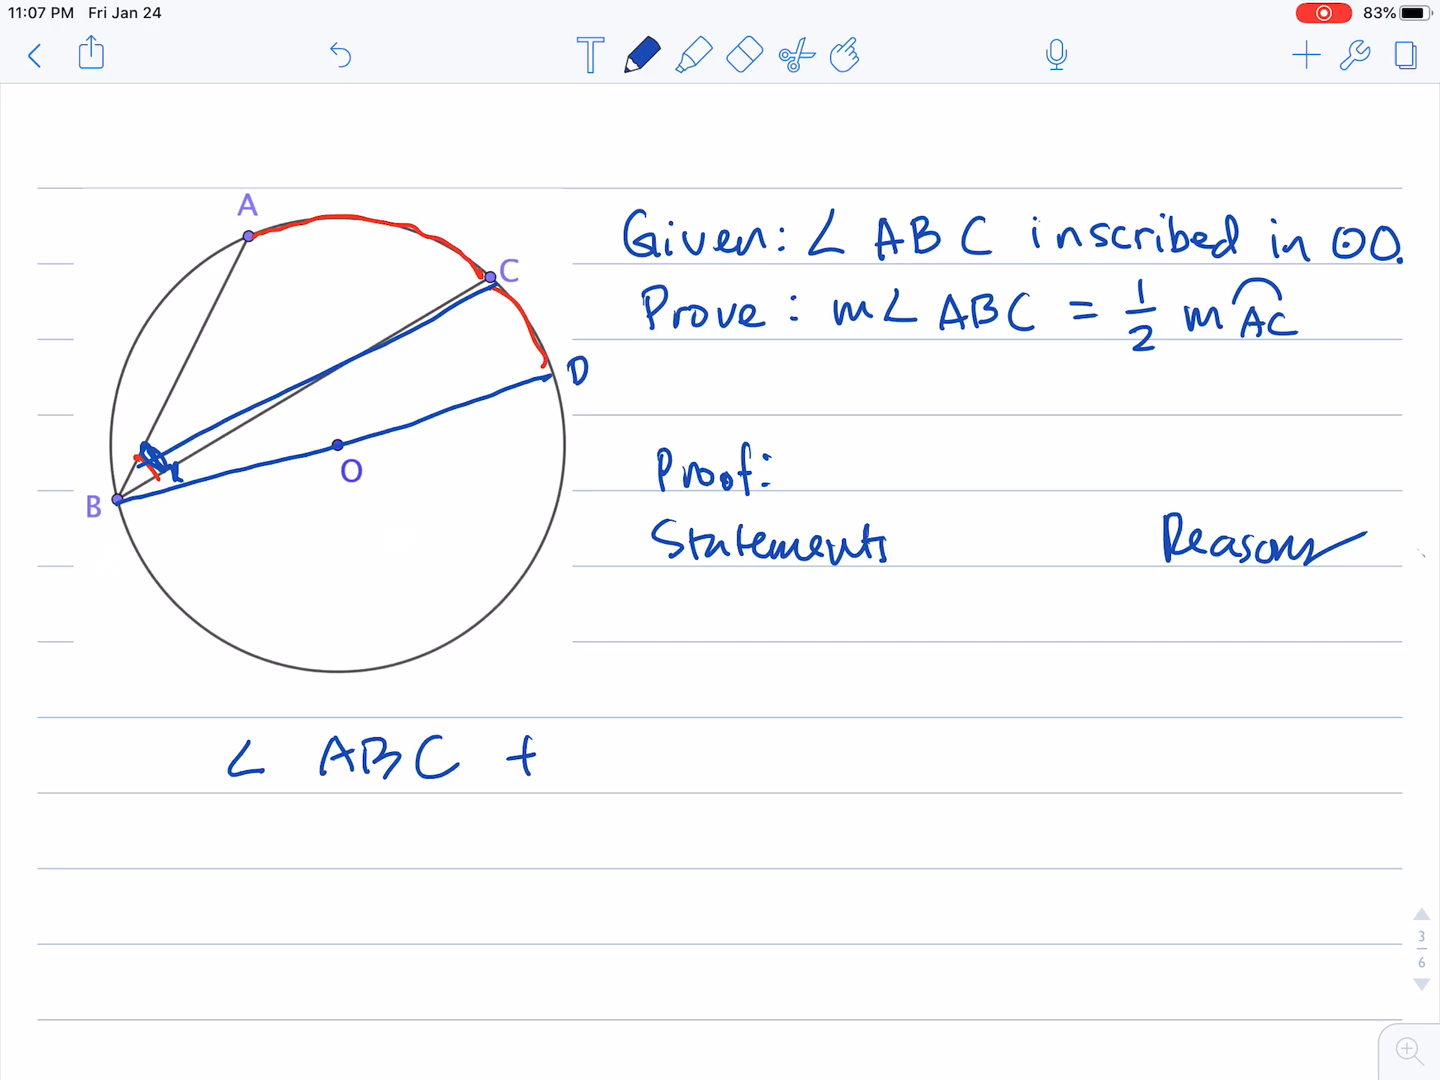 11:07 PM Fri Jan 24 83%
T
A
C
D
O
B
Given: ∠ ABC inscribed in ⊙O.
Prove: m∠ ABC = 1/2 m⌒AC
Proof:
Statements Reasons
∠ ABC +
3
6